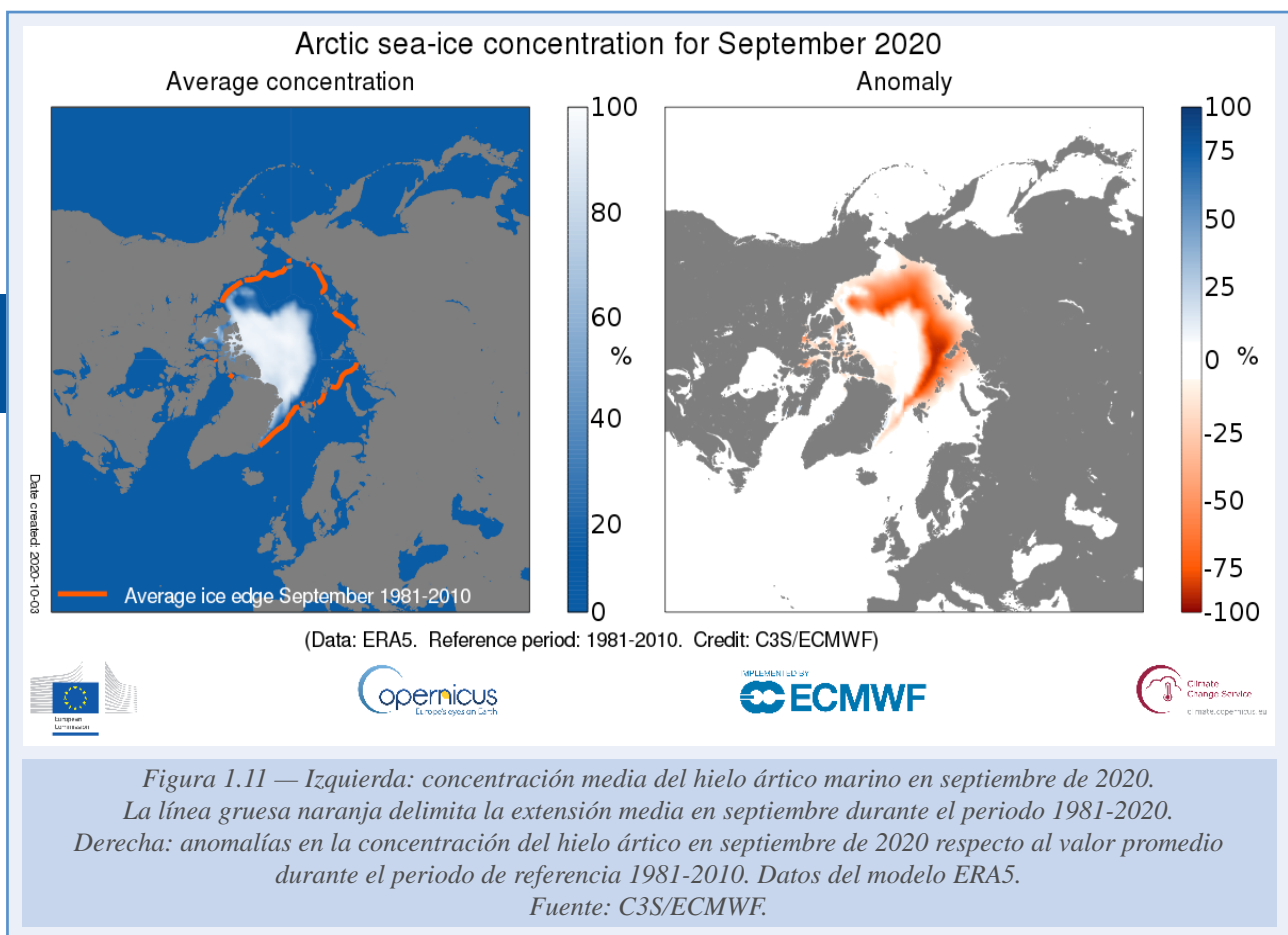 Arctic sea-ice concentration for September 2020
Average concentration
Anomaly
100
80
60
%
40
20
0
100
75
50
25
0 %
-25
-50
-75
-100
Date created: 2020-10-03
Average ice edge September 1981-2010
(Data: ERA5. Reference period: 1981-2010. Credit: C3S/ECMWF)
European
Commission
opernicus
Europe's eyes on Earth
IMPLEMENTED BY
ECMWF
Climate
Change Service
climate.copernicus.eu
Figura 1.11 — Izquierda: concentración media del hielo ártico marino en septiembre de 2020.
La línea gruesa naranja delimita la extensión media en septiembre durante el periodo 1981-2020.
Derecha: anomalías en la concentración del hielo ártico en septiembre de 2020 respecto al valor promedio
durante el periodo de referencia 1981-2010. Datos del modelo ERA5.
Fuente: C3S/ECMWF.